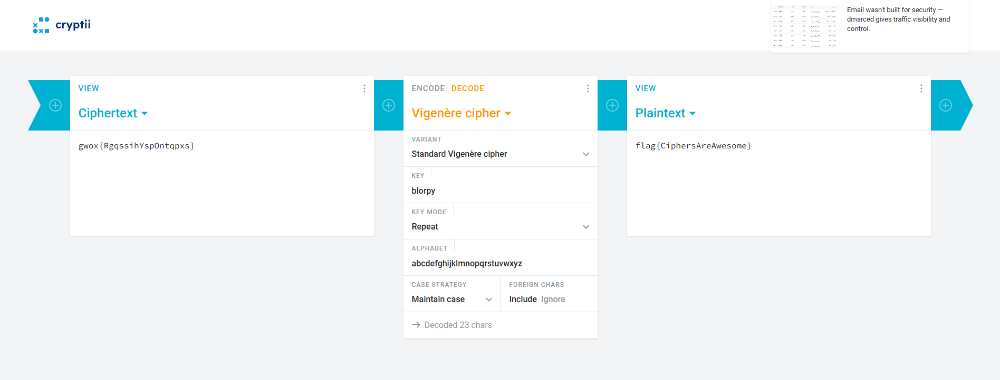 cryptii
Email wasn't built for security —
dmarced gives traffic visibility and
control.
VIEW
Ciphertext
gwox{RgqssihYspOntqpxs}
ENCODE DECODE
Vigenère cipher
VARIANT
Standard Vigenère cipher
KEY
blorpy
KEY MODE
Repeat
ALPHABET
abcdefghijklmnopqrstuvwxyz
CASE STRATEGY
Maintain case
FOREIGN CHARS
Include Ignore
Decoded 23 chars
VIEW
Plaintext
flag{CiphersAreAwesome}